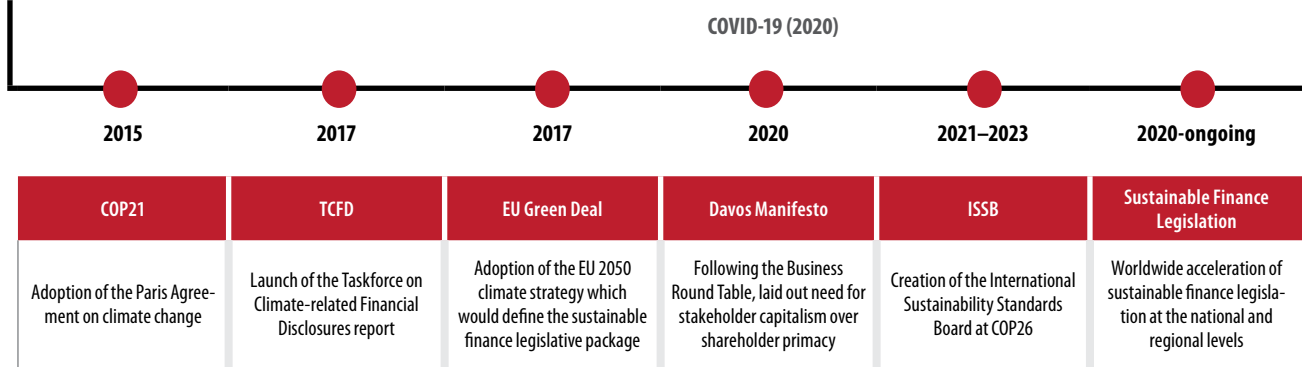 COVID-19 (2020)
2015
2017
2017
2020
2021–2023
2020-ongoing
COP21
TCFD
EU Green Deal
Davos Manifesto
ISSB
Sustainable Finance
Legislation
Adoption of the Paris Agree-
ment on climate change
Launch of the Taskforce on
Climate-related Financial
Disclosures report
Adoption of the EU 2050
climate strategy which
would define the sustainable
finance legislative package
Following the Business
Round Table, laid out need for
stakeholder capitalism over
shareholder primacy
Creation of the International
Sustainability Standards
Board at COP26
Worldwide acceleration of
sustainable finance legisla-
tion at the national and
regional levels